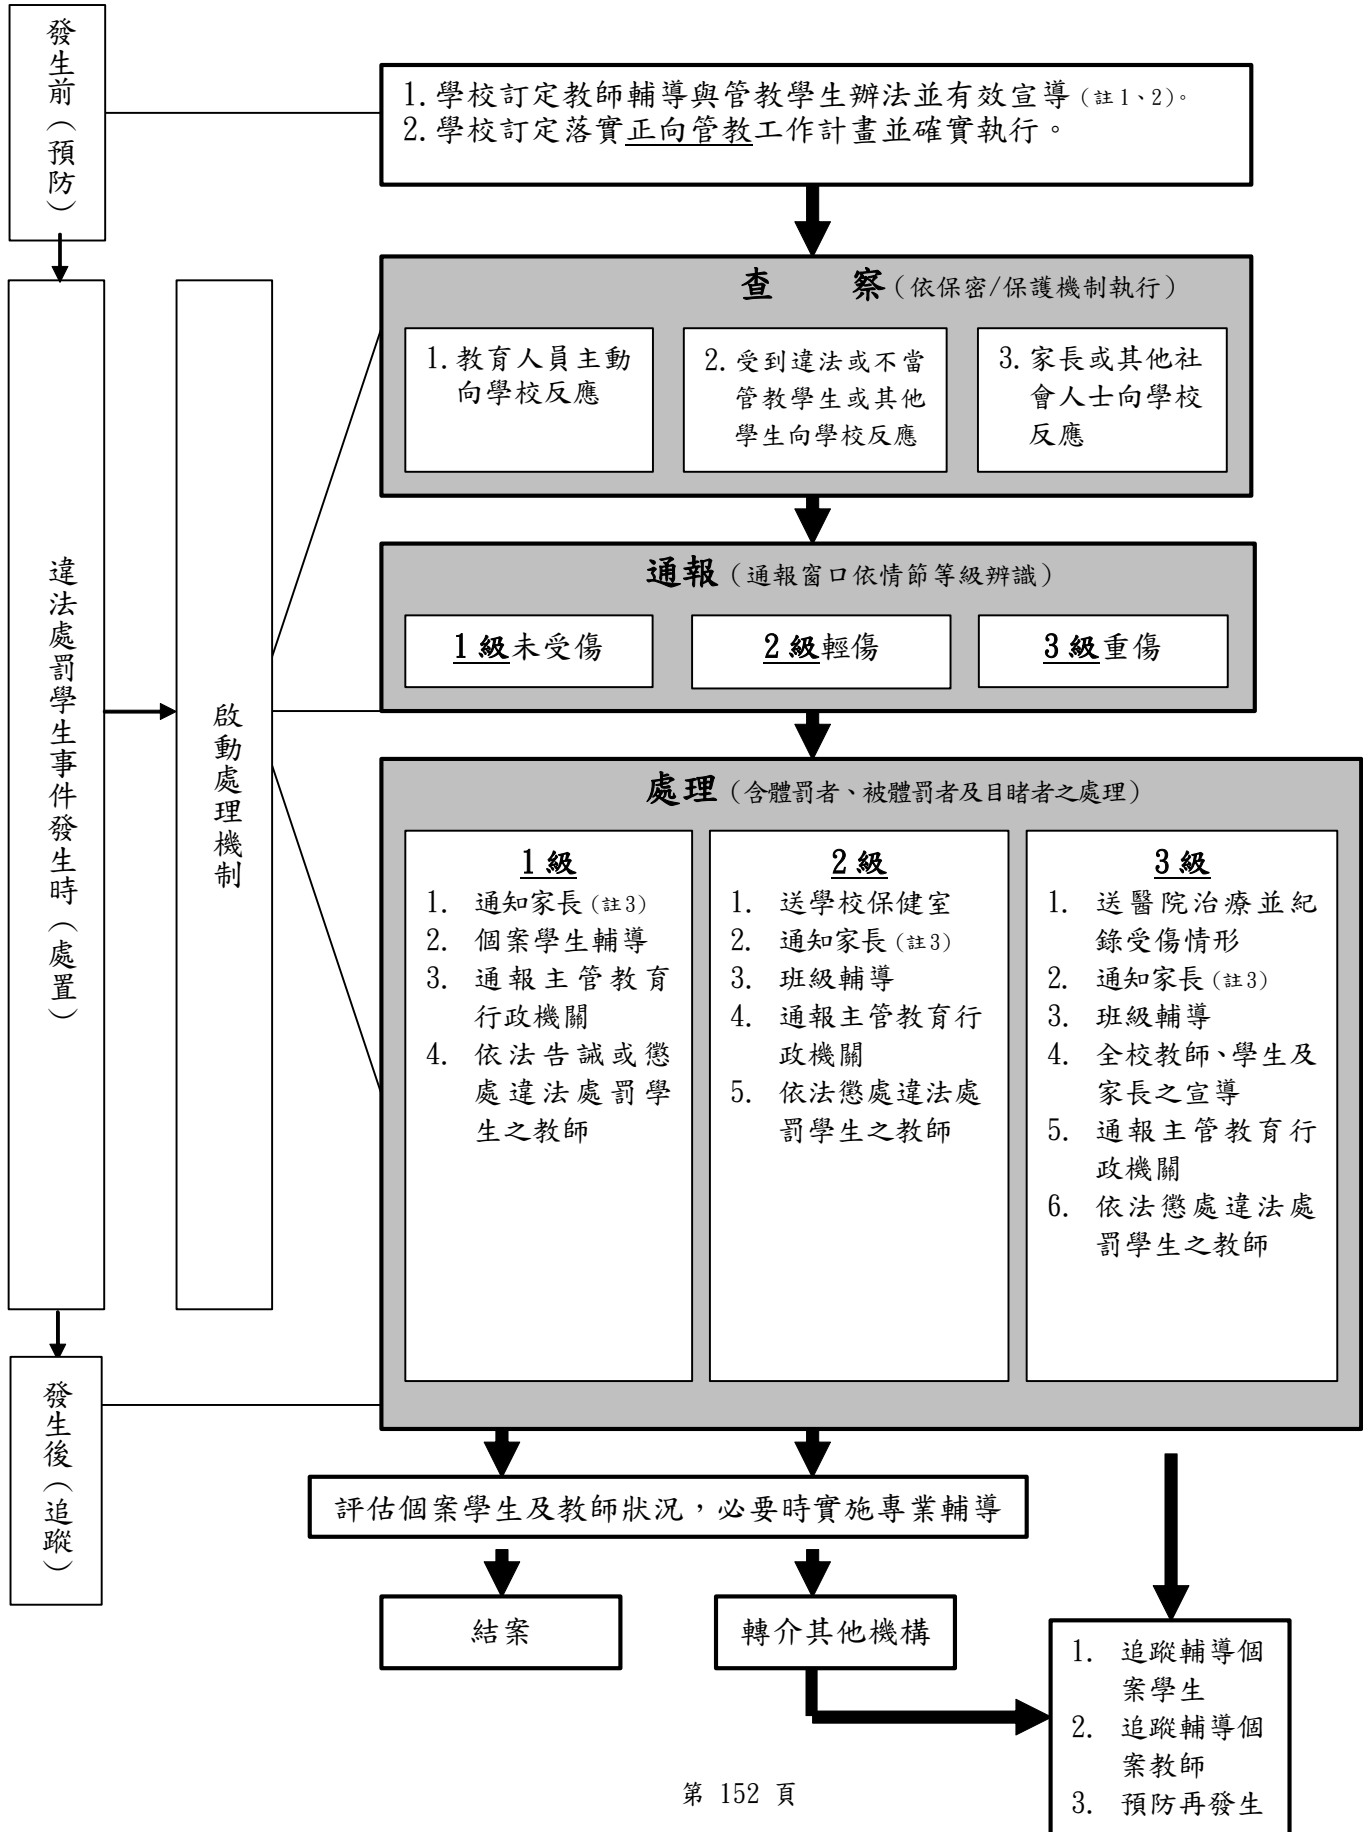 發生前（預防）
1.學校訂定教師輔導與管教學生辦法並有效宣導(註1、2)。
2.學校訂定落實正向管教工作計畫並確實執行。
違法處罰學生事件發生時（處置）
啟動處理機制
查　　察(依保密/保護機制執行)
1.教育人員主動
向學校反應
2.受到違法或不當
管教學生或其他
學生向學校反應
3.家長或其他社
會人士向學校
反應
通報(通報窗口依情節等級辨識)
1級未受傷
2級輕傷
3級重傷
處理(含體罰者、被體罰者及目睹者之處理)
1級
1. 通知家長(註3)
2. 個案學生輔導
3. 通報主管教育
行政機關
4. 依法告誡或懲
處違法處罰學
生之教師
2級
1. 送學校保健室
2. 通知家長(註3)
3. 班級輔導
4. 通報主管教育行
政機關
5. 依法懲處違法處
罰學生之教師
3級
1. 送醫院治療並紀
錄受傷情形
2. 通知家長(註3)
3. 班級輔導
4. 全校教師、學生及
家長之宣導
5. 通報主管教育行
政機關
6. 依法懲處違法處
罰學生之教師
發生後（追蹤）
評估個案學生及教師狀況，必要時實施專業輔導
結案
轉介其他機構
1. 追蹤輔導個
案學生
2. 追蹤輔導個
案教師
3. 預防再發生
第 152 頁